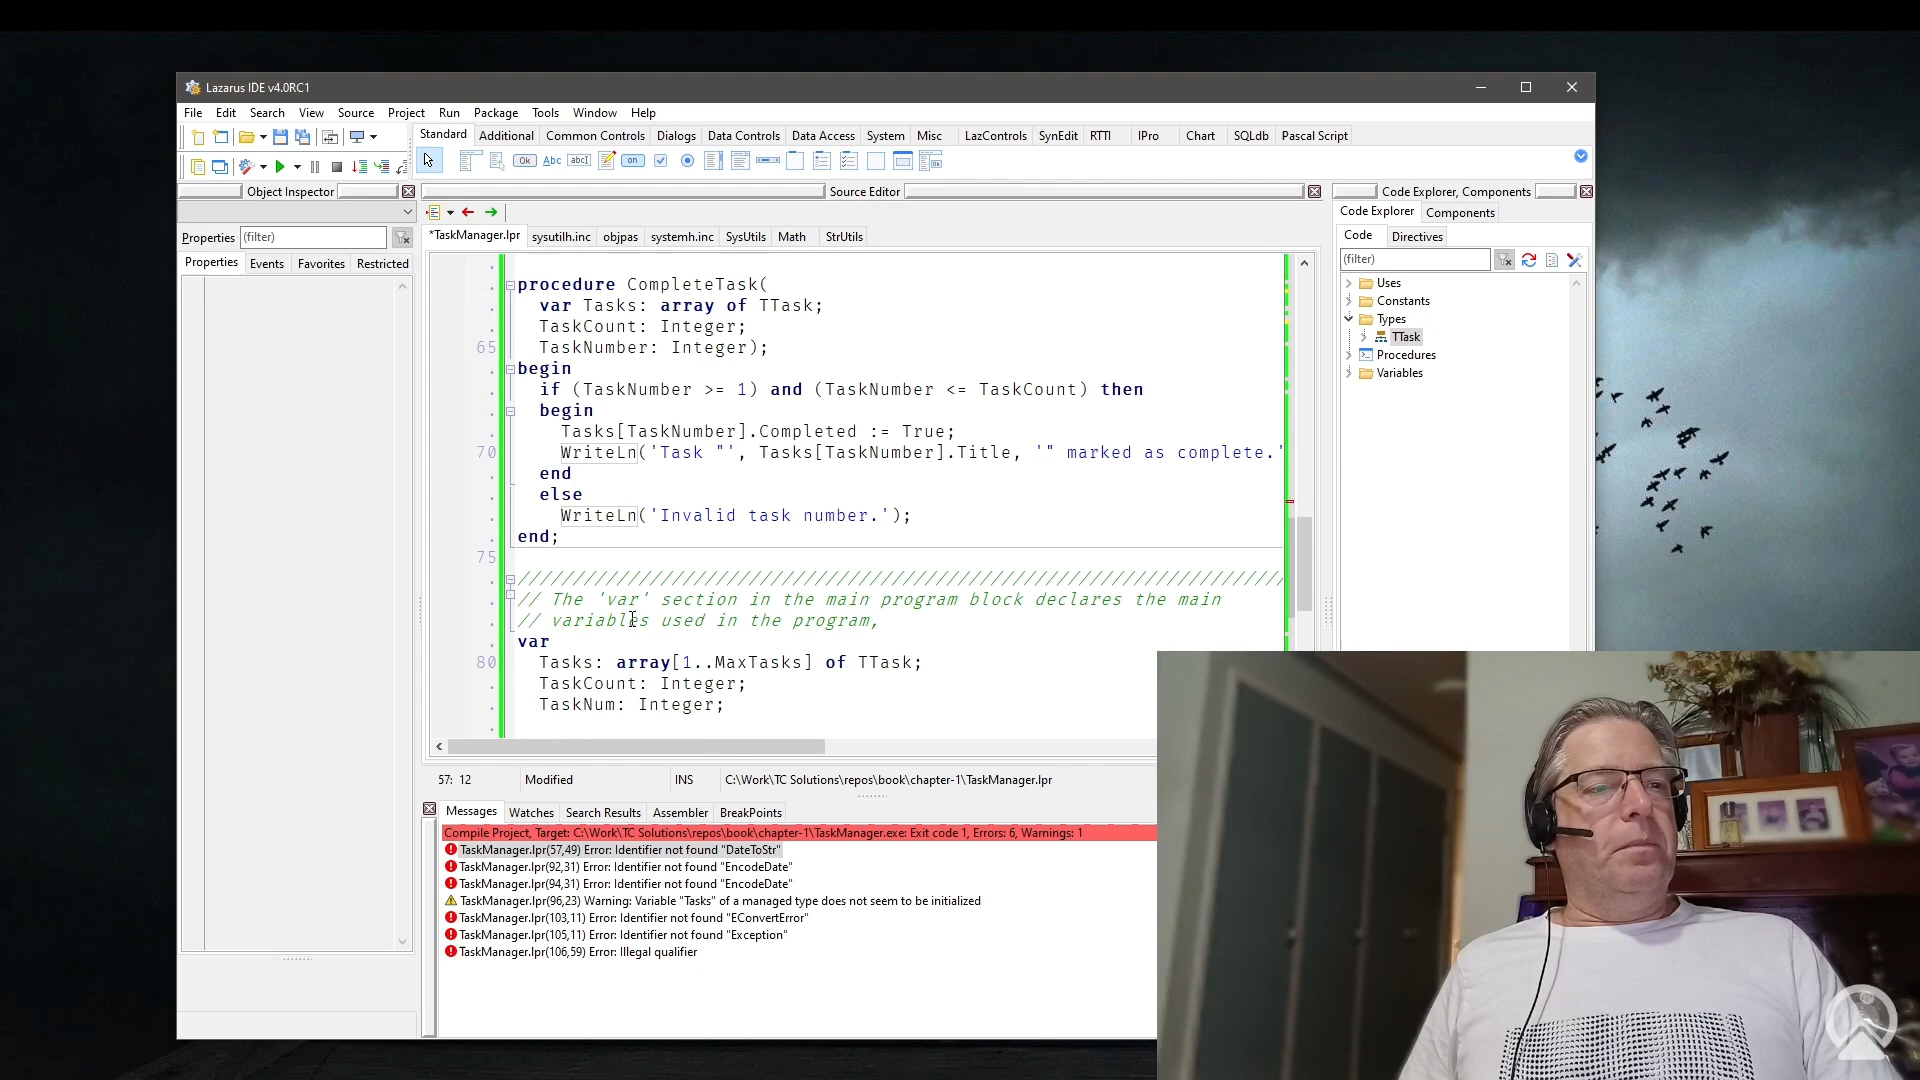 Lazarus IDE v4.0RC1
File Edit Search View Source Project Run Package Tools Window Help
Standard Additional Common Controls Dialogs Data Controls Data Access System Misc LazControls SynEdit RTTI IPro Chart SQLdb Pascal Script
Ok Abc abcI on
Object Inspector
Source Editor
Code Explorer, Components
Properties (filter)
Properties Events Favorites Restricted
*TaskManager.lpr sysutilh.inc objpas systemh.inc SysUtils Math StrUtils
Code Explorer Components
Code Directives
(filter)
Uses
Constants
Types
TTask
Procedures
Variables
procedure CompleteTask(
var Tasks: array of TTask;
TaskCount: Integer;
65 TaskNumber: Integer);
begin
if (TaskNumber >= 1) and (TaskNumber <= TaskCount) then
begin
Tasks[TaskNumber].Completed := True;
70 WriteLn('Task "', Tasks[TaskNumber].Title, '" marked as complete.'
end
else
WriteLn('Invalid task number.');
end;
75
//////////////////////////////////////////////////////////////////////
// The 'var' section in the main program block declares the main
// variables used in the program,
var
80 Tasks: array[1..MaxTasks] of TTask;
TaskCount: Integer;
TaskNum: Integer;
57: 12 Modified INS C:\Work\TC Solutions\repos\book\chapter-1\TaskManager.lpr
Messages Watches Search Results Assembler BreakPoints
Compile Project, Target: C:\Work\TC Solutions\repos\book\chapter-1\TaskManager.exe: Exit code 1, Errors: 6, Warnings: 1
TaskManager.lpr(57,49) Error: Identifier not found "DateToStr"
TaskManager.lpr(92,31) Error: Identifier not found "EncodeDate"
TaskManager.lpr(94,31) Error: Identifier not found "EncodeDate"
TaskManager.lpr(96,23) Warning: Variable "Tasks" of a managed type does not seem to be initialized
TaskManager.lpr(103,11) Error: Identifier not found "EConvertError"
TaskManager.lpr(105,11) Error: Identifier not found "Exception"
TaskManager.lpr(106,59) Error: Illegal qualifier